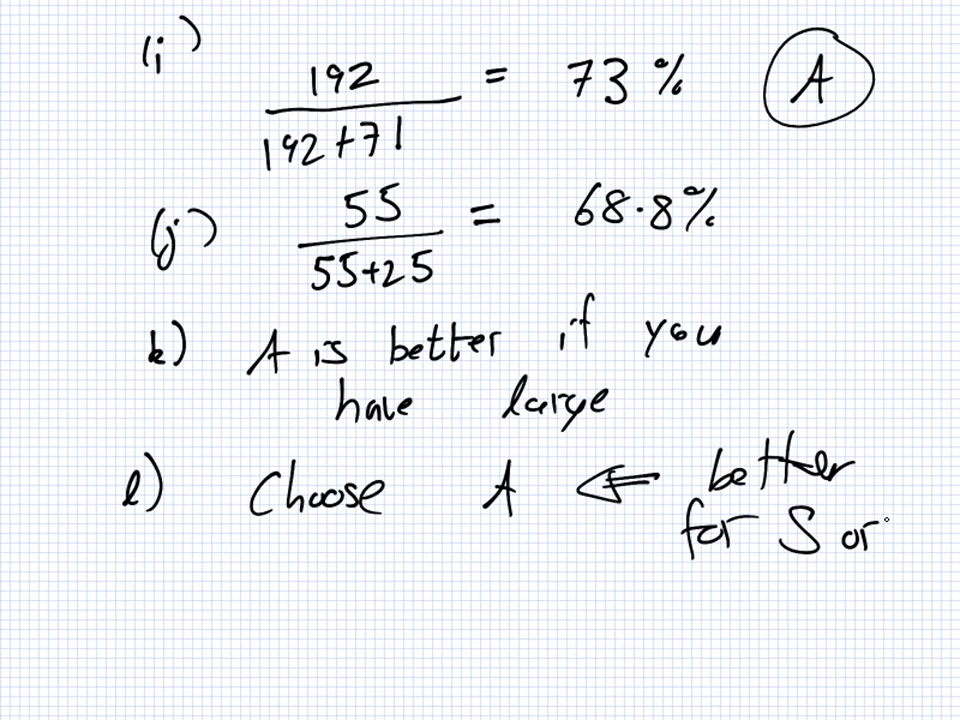 (i)
192 / 192+71 = 73% A
(j) 55 / 55+25 = 68.8%
k) A is better if you
have large
l) Choose A ⇐ better
for S or